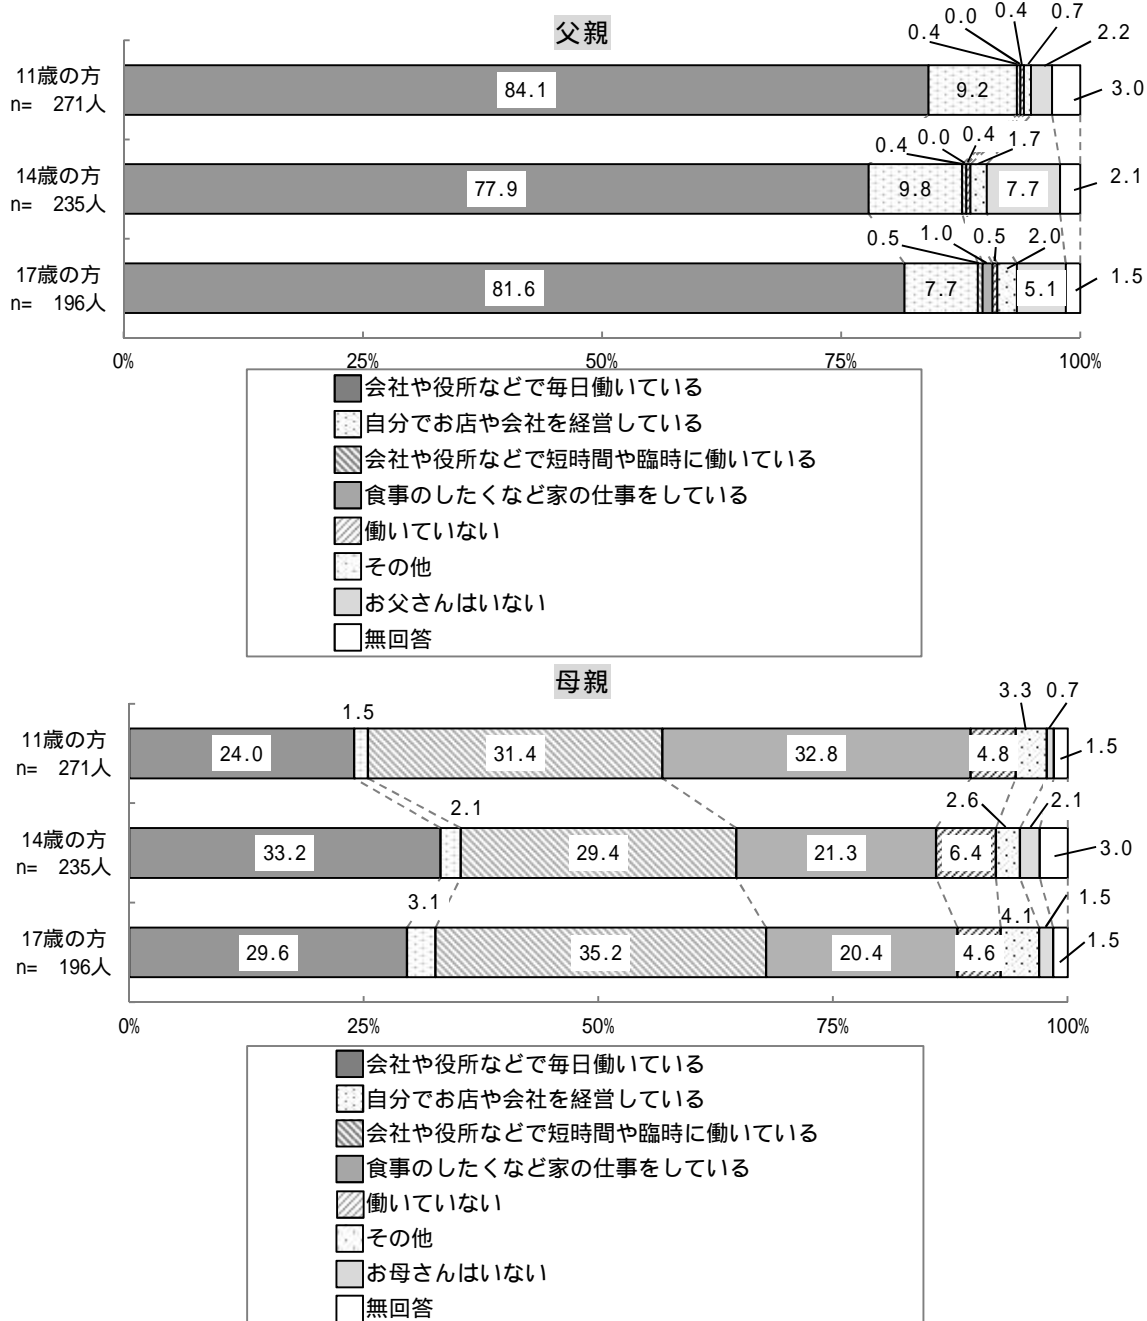 父親
0.4 0.0 0.4 0.7 2.2
11歳の方
n= 271人
84.1 9.2 3.0
0.4 0.0 0.4 1.7
14歳の方
n= 235人
77.9 9.8 7.7 2.1
0.5 1.0 0.5 2.0
17歳の方
n= 196人
81.6 7.7 5.1 1.5
0% 25% 50% 75% 100%
会社や役所などで毎日働いている
自分でお店や会社を経営している
会社や役所などで短時間や臨時に働いている
食事のしたくなど家の仕事をしている
働いていない
その他
お父さんはいない
無回答
母親
1.5 3.3 0.7
11歳の方
n= 271人
24.0 31.4 32.8 4.8 1.5
2.1 2.6 2.1
14歳の方
n= 235人
33.2 29.4 21.3 6.4 3.0
3.1 4.1 1.5
17歳の方
n= 196人
29.6 35.2 20.4 4.6 1.5
0% 25% 50% 75% 100%
会社や役所などで毎日働いている
自分でお店や会社を経営している
会社や役所などで短時間や臨時に働いている
食事のしたくなど家の仕事をしている
働いていない
その他
お母さんはいない
無回答